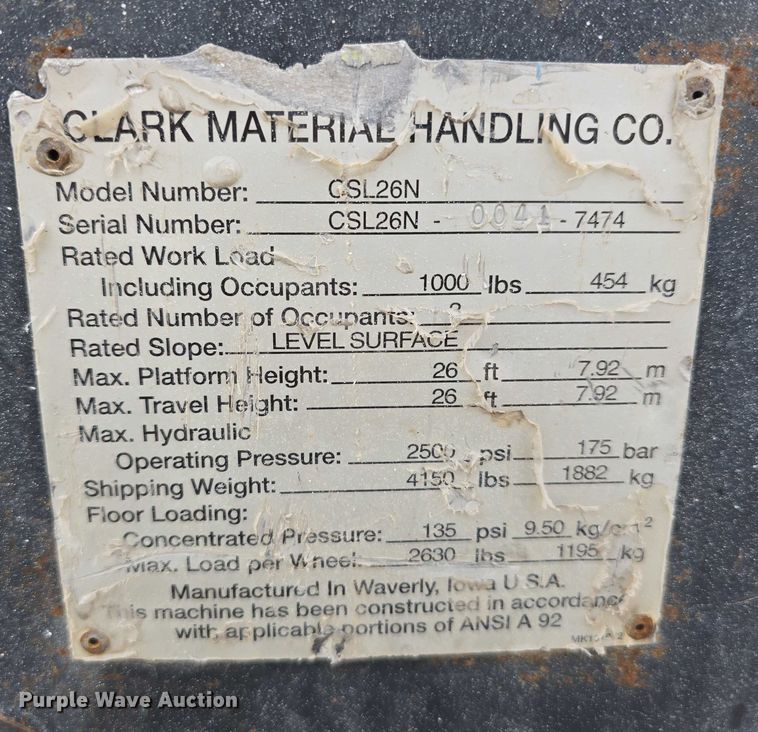 CLARK MATERIAL HANDLING CO.
Model Number: CSL26N
Serial Number: CSL26N - 0041 - 7474
Rated Work Load
Including Occupants: 1000 lbs 454 kg
Rated Number of Occupants:
Rated Slope: LEVEL SURFACE
Max. Platform Height: 26 ft 7.92 m
Max. Travel Height: 26 ft 7.92 m
Max. Hydraulic
Operating Pressure: 2500 psi 175 bar
Shipping Weight: 4150 lbs 1882 kg
Floor Loading:
Concentrated Pressure: 135 psi 9.50 kg/cm2
Max. Load per Wheel: 2630 lbs 1195 kg
Manufactured In Waverly, Iowa U.S.A.
This machine has been constructed in accordance
with applicable portions of ANSI A 92
Purple Wave Auction